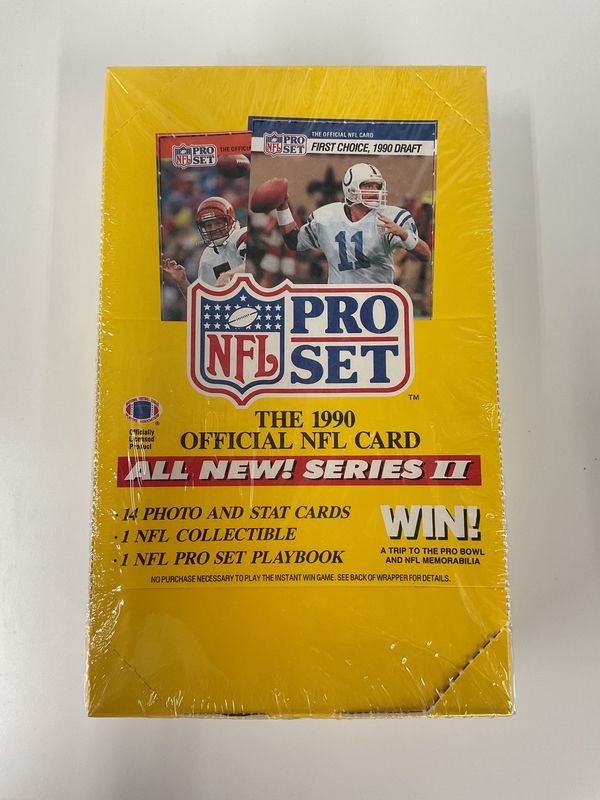 NFL
PRO
SET
THE OFFICIAL NFL CARD
FIRST CHOICE, 1990 DRAFT
NFL
PRO
SET
THE OFFICI
11
7
NFL
PRO
SET
TM
Officially
Licensed
Product
®
THE 1990
OFFICIAL NFL CARD
ALL NEW! SERIES II
· 14 PHOTO AND STAT CARDS
· 1 NFL COLLECTIBLE
· 1 NFL PRO SET PLAYBOOK
WIN!
A TRIP TO THE PRO BOWL
AND NFL MEMORABILIA
NO PURCHASE NECESSARY TO PLAY THE INSTANT WIN GAME. SEE BACK OF WRAPPER FOR DETAILS.